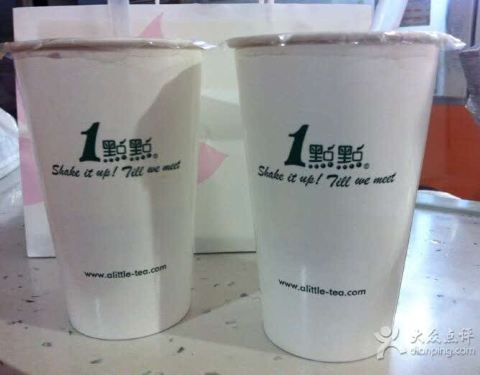 1點點®
Shake it up! Till we meet
www.alittle-tea.com
1點點®
Shake it up! Till we meet
www.alittle-tea.com
大众点评
dianping.com